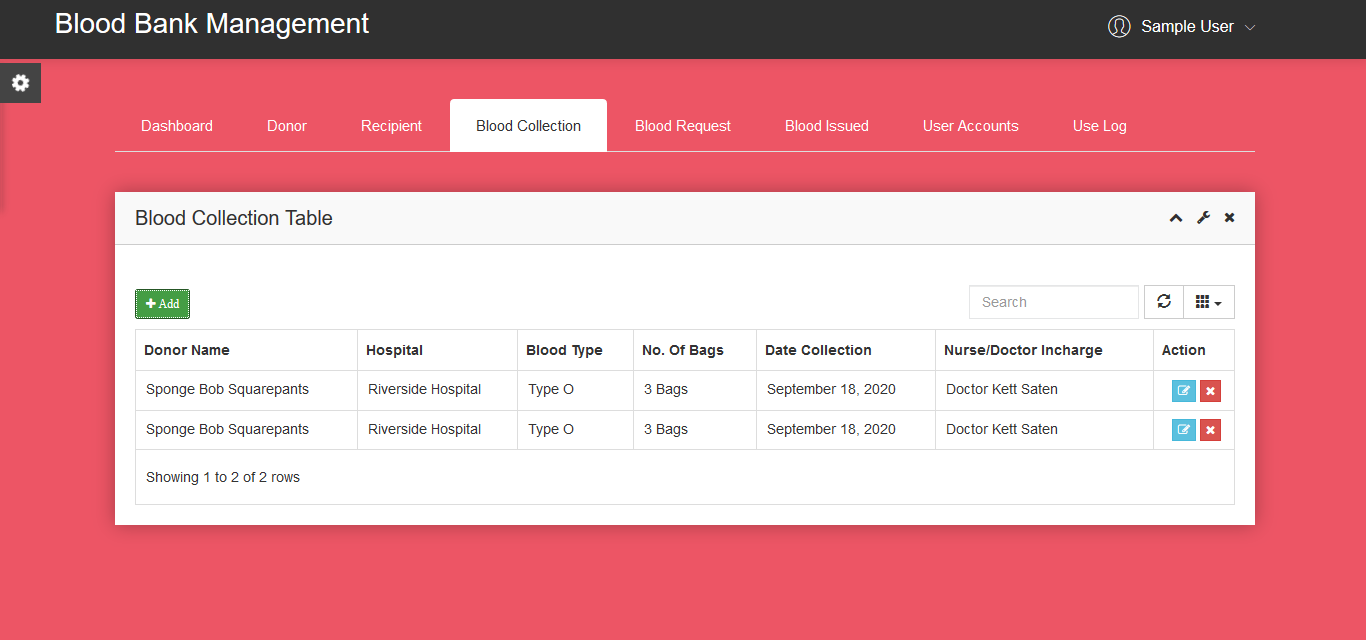 Blood Bank Management
Sample User
Dashboard Donor Recipient Blood Collection Blood Request Blood Issued User Accounts Use Log
Blood Collection Table
Add
Search
Donor Name Hospital Blood Type No. Of Bags Date Collection Nurse/Doctor Incharge Action
Sponge Bob Squarepants Riverside Hospital Type O 3 Bags September 18, 2020 Doctor Kett Saten
Sponge Bob Squarepants Riverside Hospital Type O 3 Bags September 18, 2020 Doctor Kett Saten
Showing 1 to 2 of 2 rows